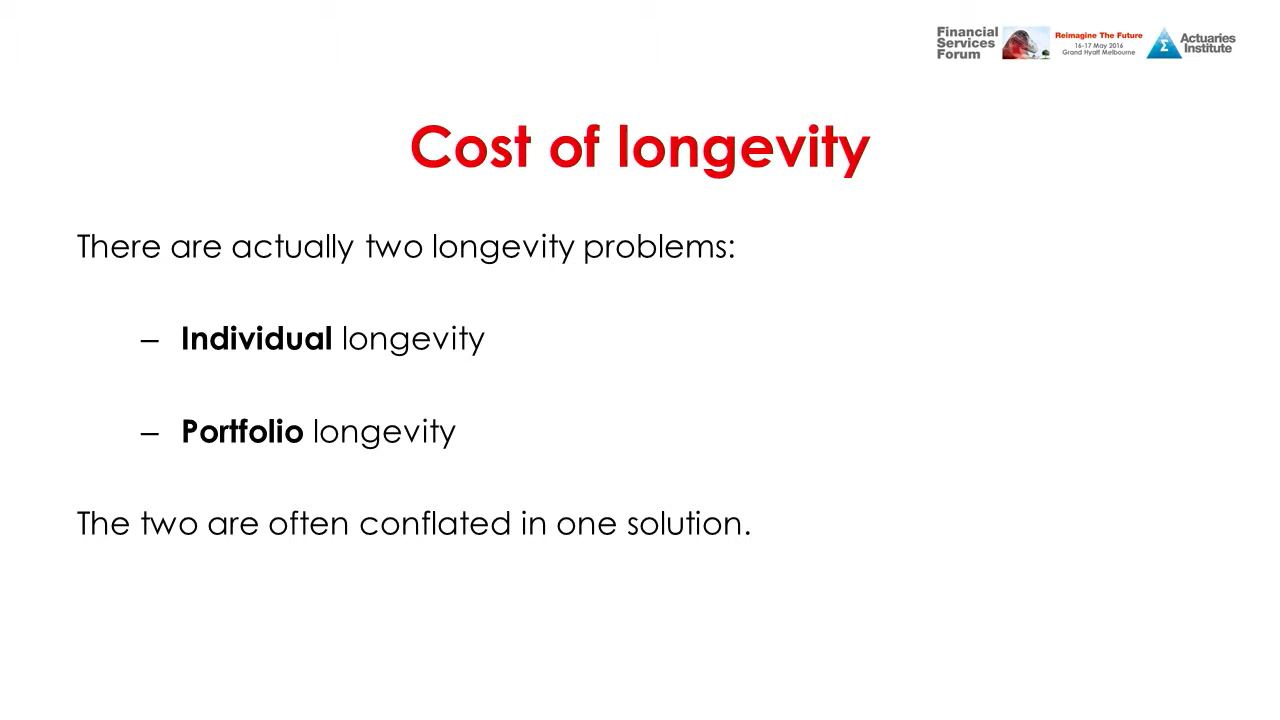 Financial
Services
Forum
Reimagine The Future
16-17 May 2016
Grand Hyatt Melbourne
Σ
Actuaries
Institute
Cost of longevity
There are actually two longevity problems:
– Individual longevity
– Portfolio longevity
The two are often conflated in one solution.